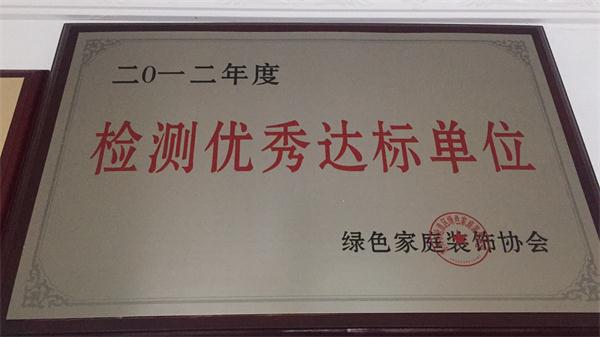 二0一二年度
检测优秀达标单位
绿色家庭装饰协会